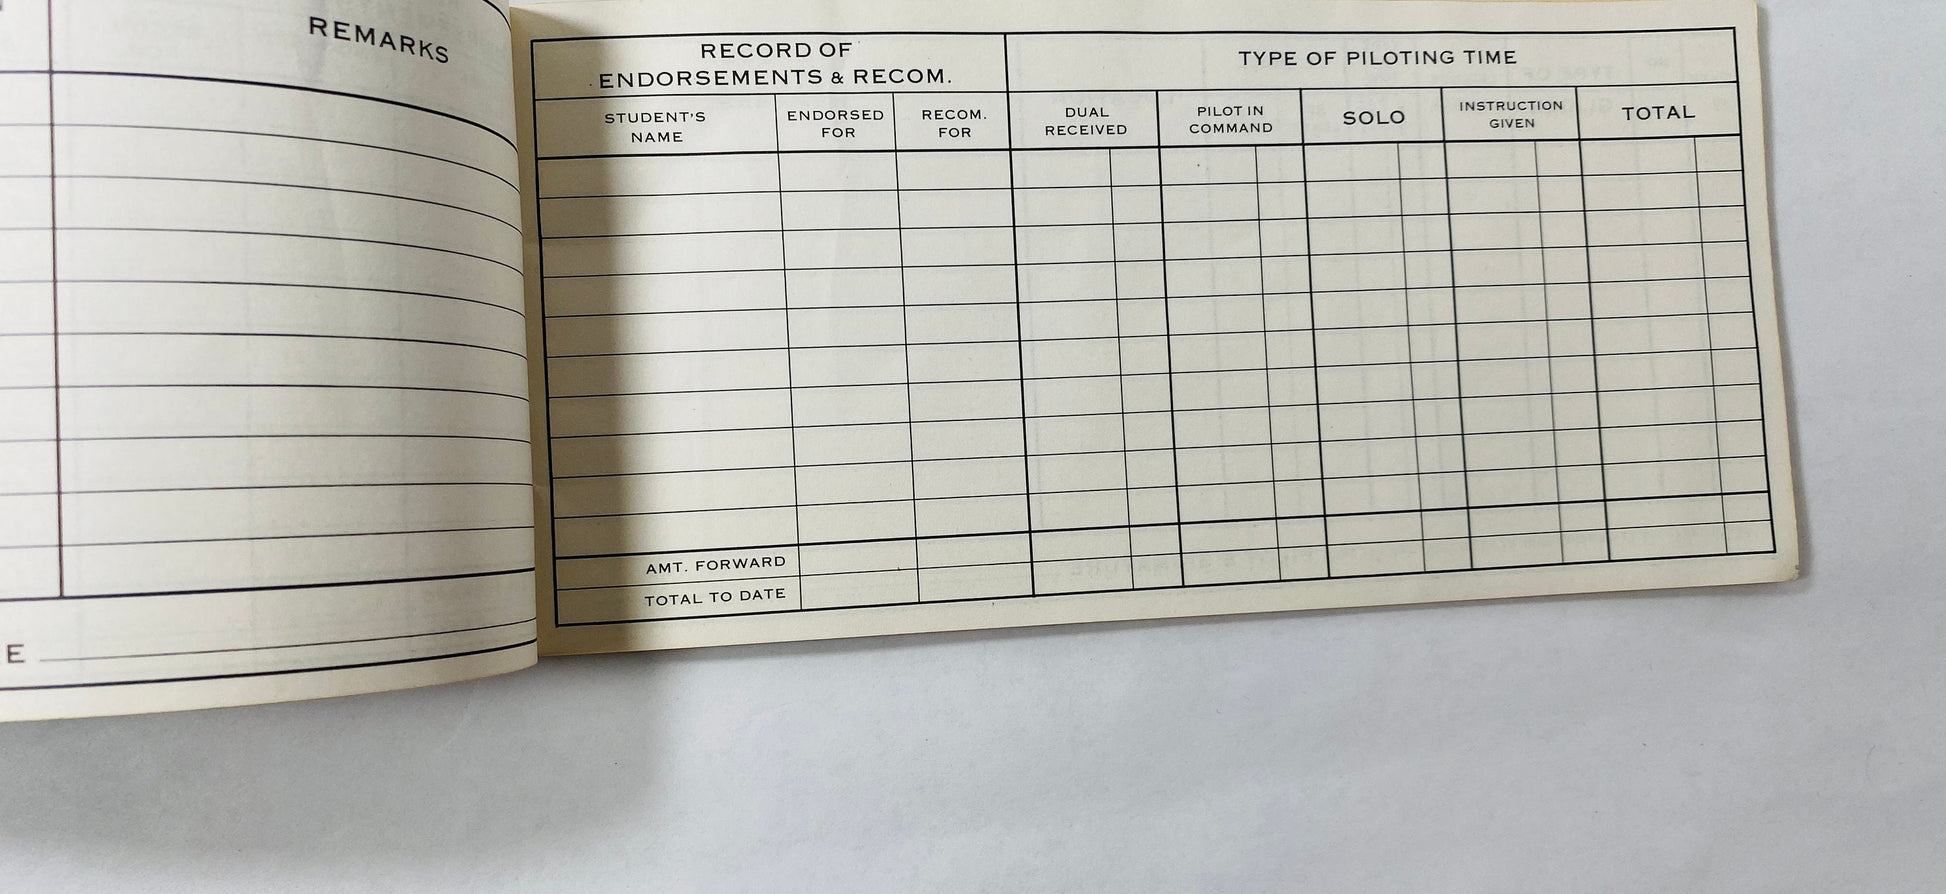 REMARKS
E
RECORD OF
ENDORSEMENTS & RECOM.
TYPE OF PILOTING TIME
STUDENT'S
NAME
ENDORSED
FOR
RECOM.
FOR
DUAL
RECEIVED
PILOT IN
COMMAND
SOLO
INSTRUCTION
GIVEN
TOTAL
AMT. FORWARD
TOTAL TO DATE